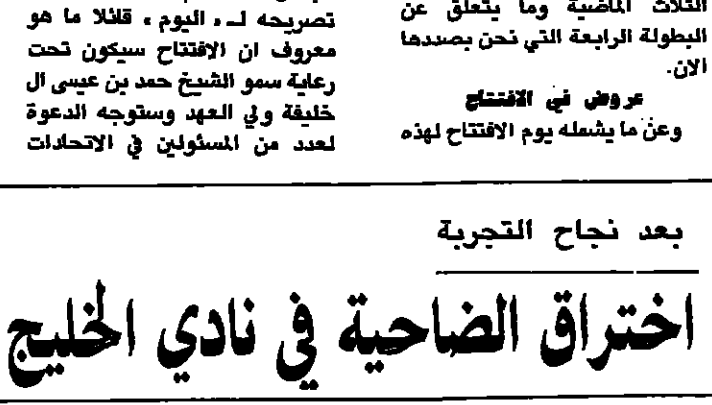 الثلاث الماضية وما يتعلق عن
البطولة الرابعة التي نحن بصددها
الان.
عروض في الافتتاح
وعن ما يشمله يوم الافتتاح لهذه
تصريحه لـ « اليوم » قائلا ما هو
معروف ان الافتتاح سيكون تحت
رعاية سمو الشيخ حمد بن عيسى آل
خليفة ولي العهد وستوجه الدعوة
لعدد من المسئولين في الاتحادات
بعد نجاح التجربة
اختراق الضاحية في نادي الخليج